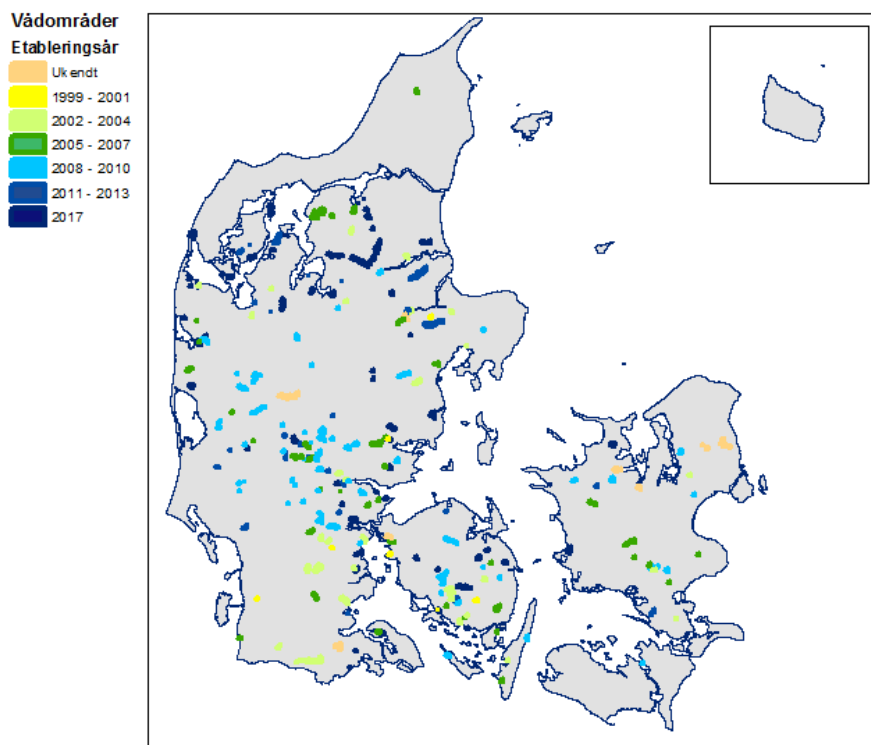 Vådområder
Etableringsår
Ukendt
1999 - 2001
2002 - 2004
2005 - 2007
2008 - 2010
2011 - 2013
2017